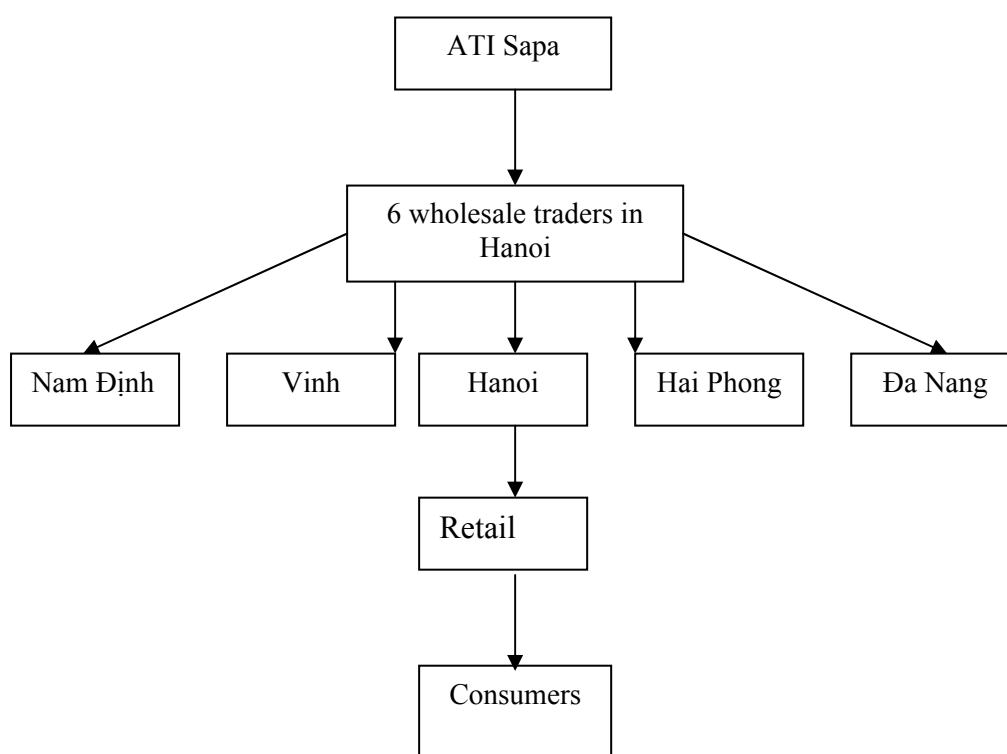 ATI Sapa
6 wholesale traders in
Hanoi
Nam Định
Vinh
Hanoi
Hai Phong
Đa Nang
Retail
Consumers